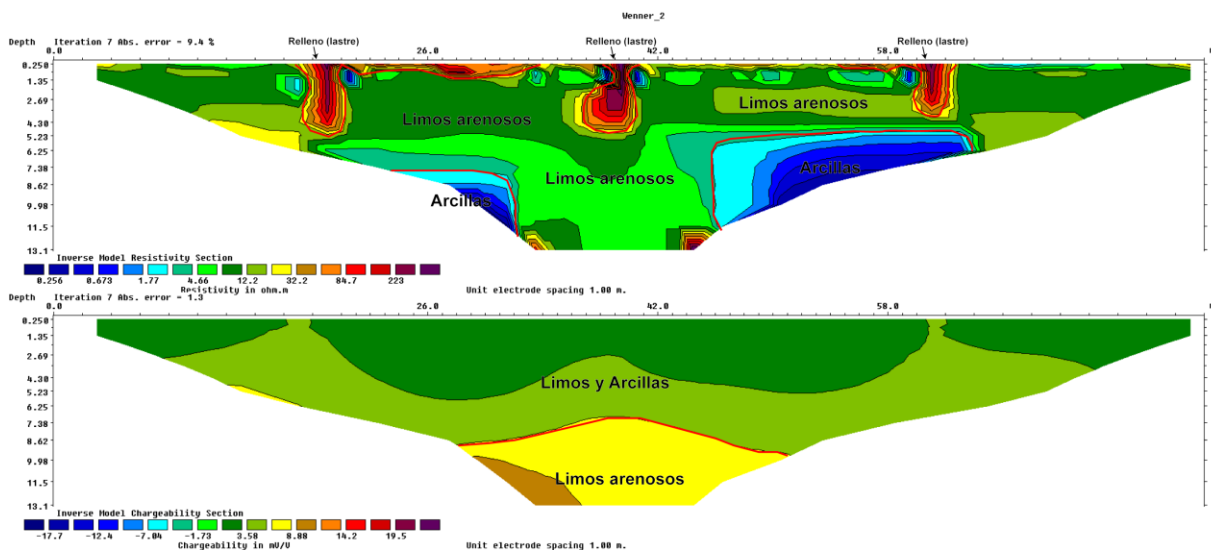 Wenner_2
Relleno (lastre) Relleno (lastre) Relleno (lastre)
Depth Iteration 7 Abs. error - 9.4 %
0.0 26.0 42.0 58.0
0.250
1.35
2.69
4.30
5.23
6.25
7.38
8.62
9.98
11.5
13.1
Limos arenosos
Limos arenosos
Limos arenosos
Arcillas
Arcillas
Inverse Model Resistivity Section
0.256 0.673 1.77 4.66 12.2 32.2 84.7 223
Resistivity in ohm.m Unit electrode spacing 1.00 m.
Depth Iteration 7 Abs. error - 1.3
0.0 26.0 42.0 58.0
0.250
1.35
2.69
4.30
5.23
6.25
7.38
8.62
9.98
11.5
13.1
Limos y Arcillas
Limos arenosos
Inverse Model Chargeability Section
-17.7 -12.4 -7.04 -1.73 3.58 8.88 14.2 19.5
Chargeability in mV/V Unit electrode spacing 1.00 m.